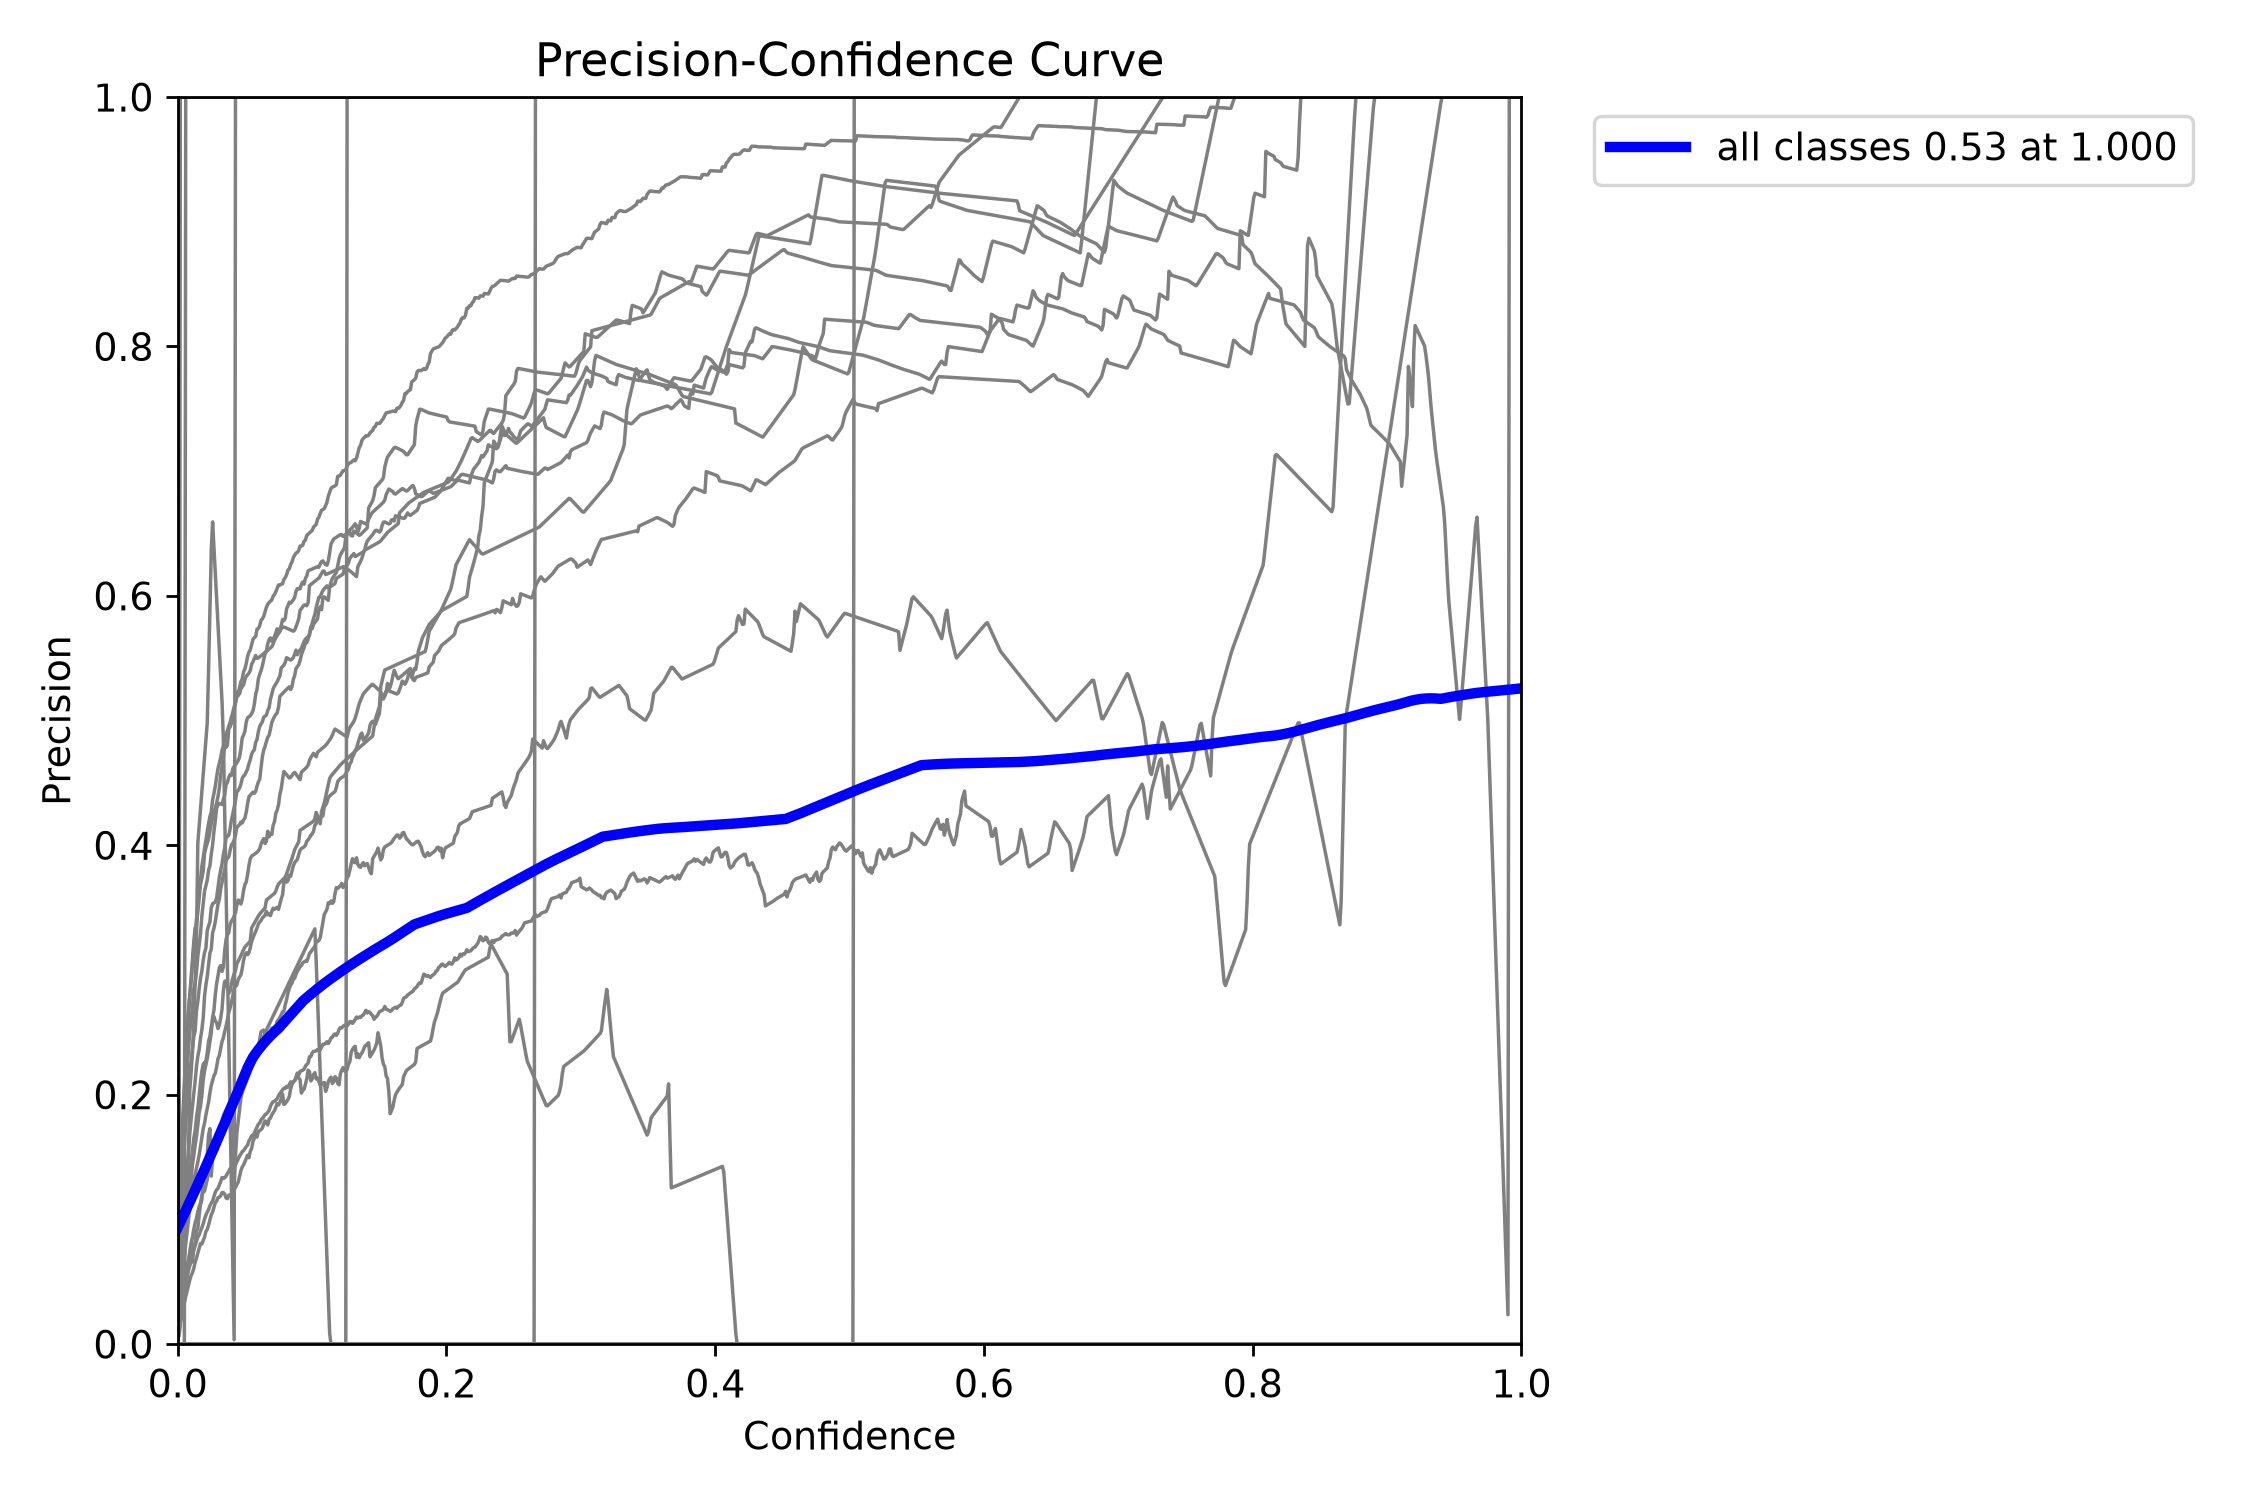 Precision-Confidence Curve
all classes 0.53 at 1.000
1.0
0.8
0.6
0.4
0.2
0.0
Precision
0.0 0.2 0.4 0.6 0.8 1.0
Confidence